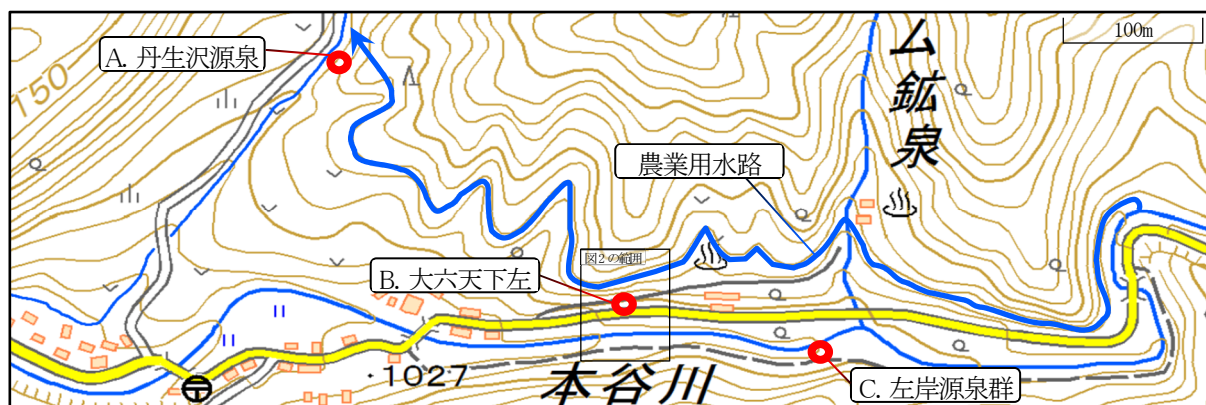 100m
A. 丹生沢源泉
150
ム鉱泉
農業用水路
図2の範囲
B. 大六天下左
・1027
本谷川
C. 左岸源泉群